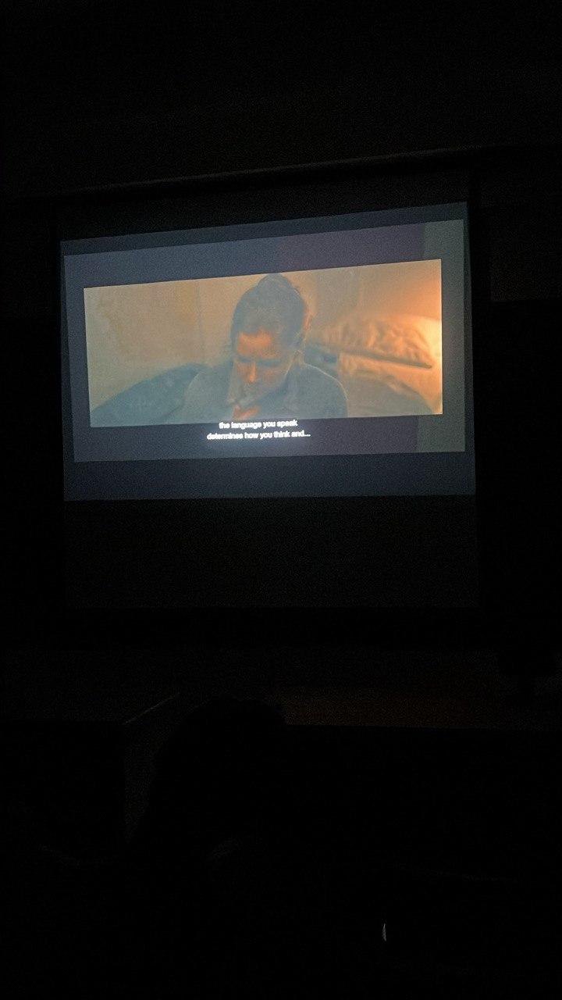 the language you speak
determines how you think and...